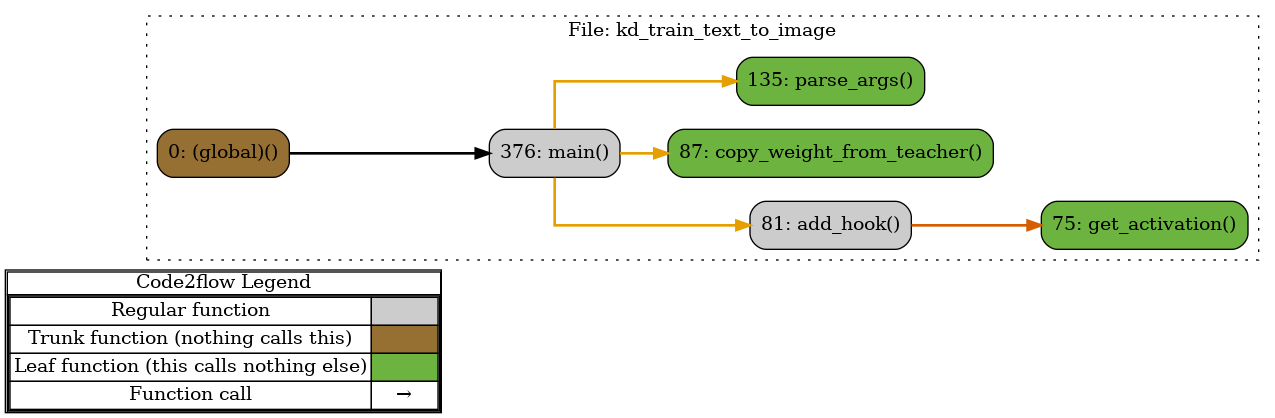 File: kd_train_text_to_image
135: parse_args()
0: (global)()
376: main()
87: copy_weight_from_teacher()
81: add_hook()
75: get_activation()
Code2flow Legend
Regular function
Trunk function (nothing calls this)
Leaf function (this calls nothing else)
Function call →